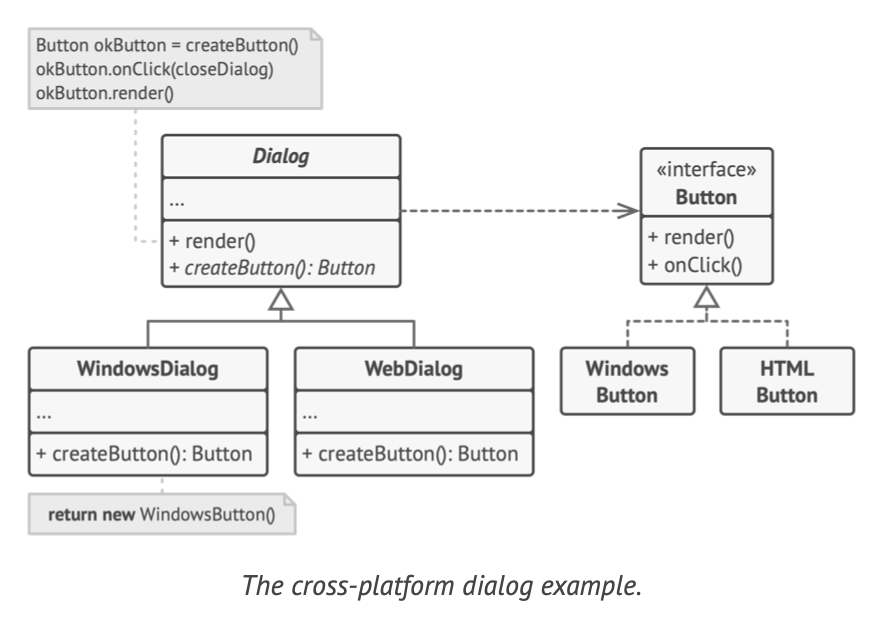 Button okButton = createButton()
okButton.onClick(closeDialog)
okButton.render()
Dialog
...
+ render()
+ createButton(): Button
«interface»
Button
+ render()
+ onClick()
WindowsDialog
...
+ createButton(): Button
WebDialog
...
+ createButton(): Button
Windows
Button
HTML
Button
return new WindowsButton()
The cross-platform dialog example.